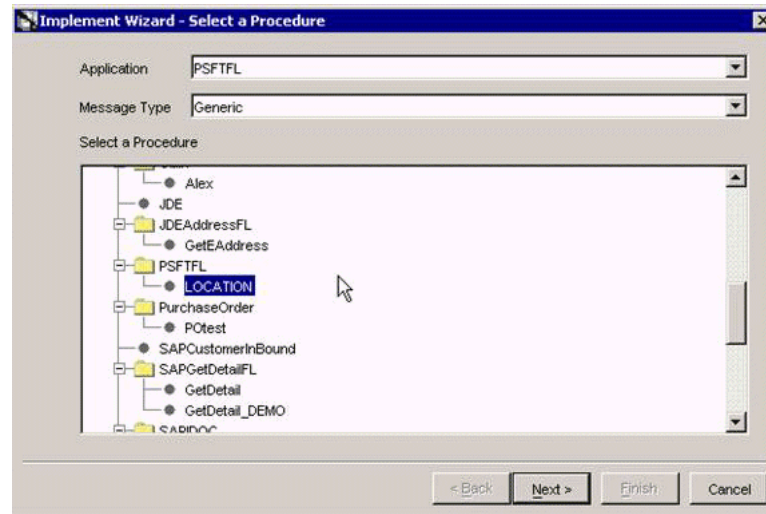 Implement Wizard - Select a Procedure
Application PSFTFL
Message Type Generic
Select a Procedure
Alex
JDE
JDEAddressFL
GetEAddress
PSFTFL
LOCATION
PurchaseOrder
POtest
SAPCustomerInBound
SAPGetDetailFL
GetDetail
GetDetail_DEMO
SAPIDOC
< Back Next > Finish Cancel